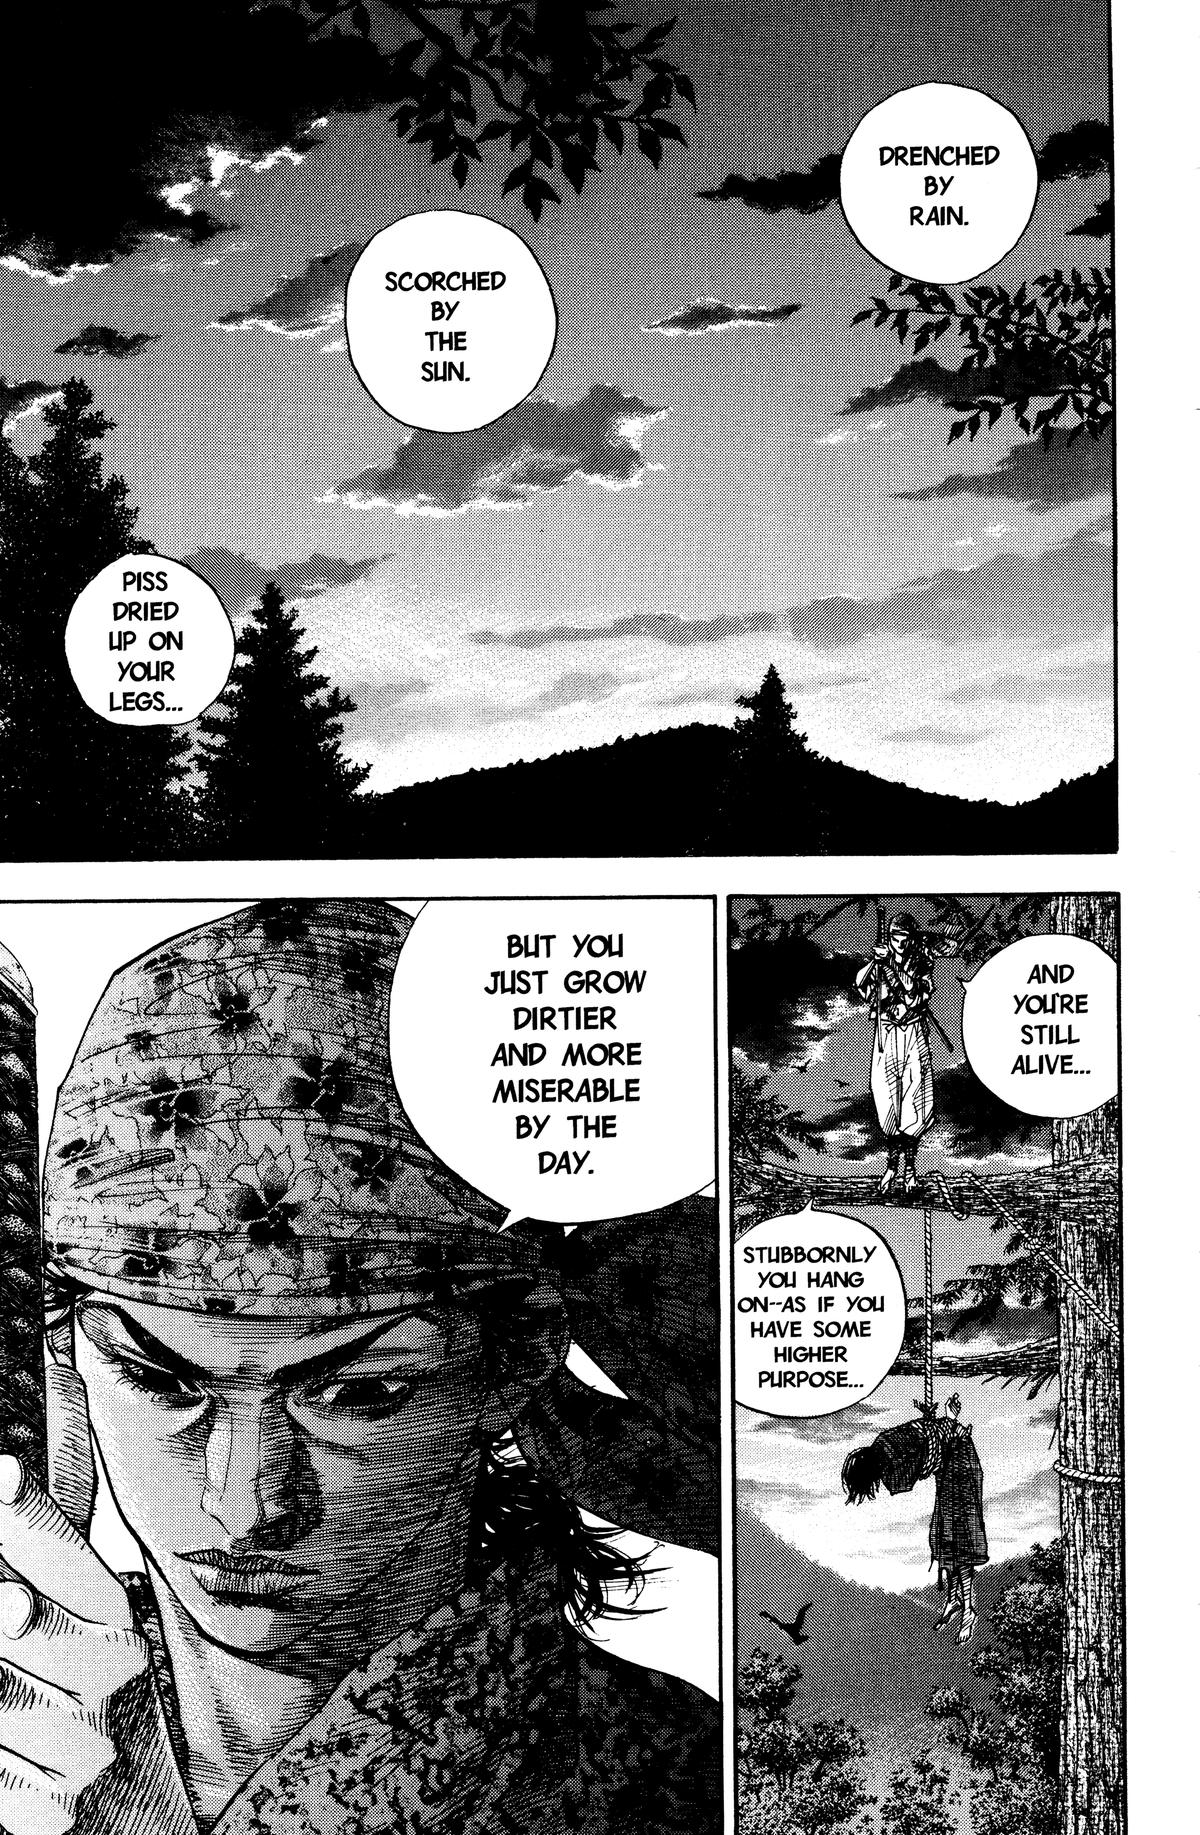 DRENCHED
BY
RAIN.
SCORCHED
BY
THE
SUN.
PISS
DRIED
UP ON
YOUR
LEGS...
AND
YOU'RE
STILL
ALIVE...
STUBBORNLY
YOU HANG
ON--AS IF YOU
HAVE SOME
HIGHER
PURPOSE...
BUT YOU
JUST GROW
DIRTIER
AND MORE
MISERABLE
BY THE
DAY.